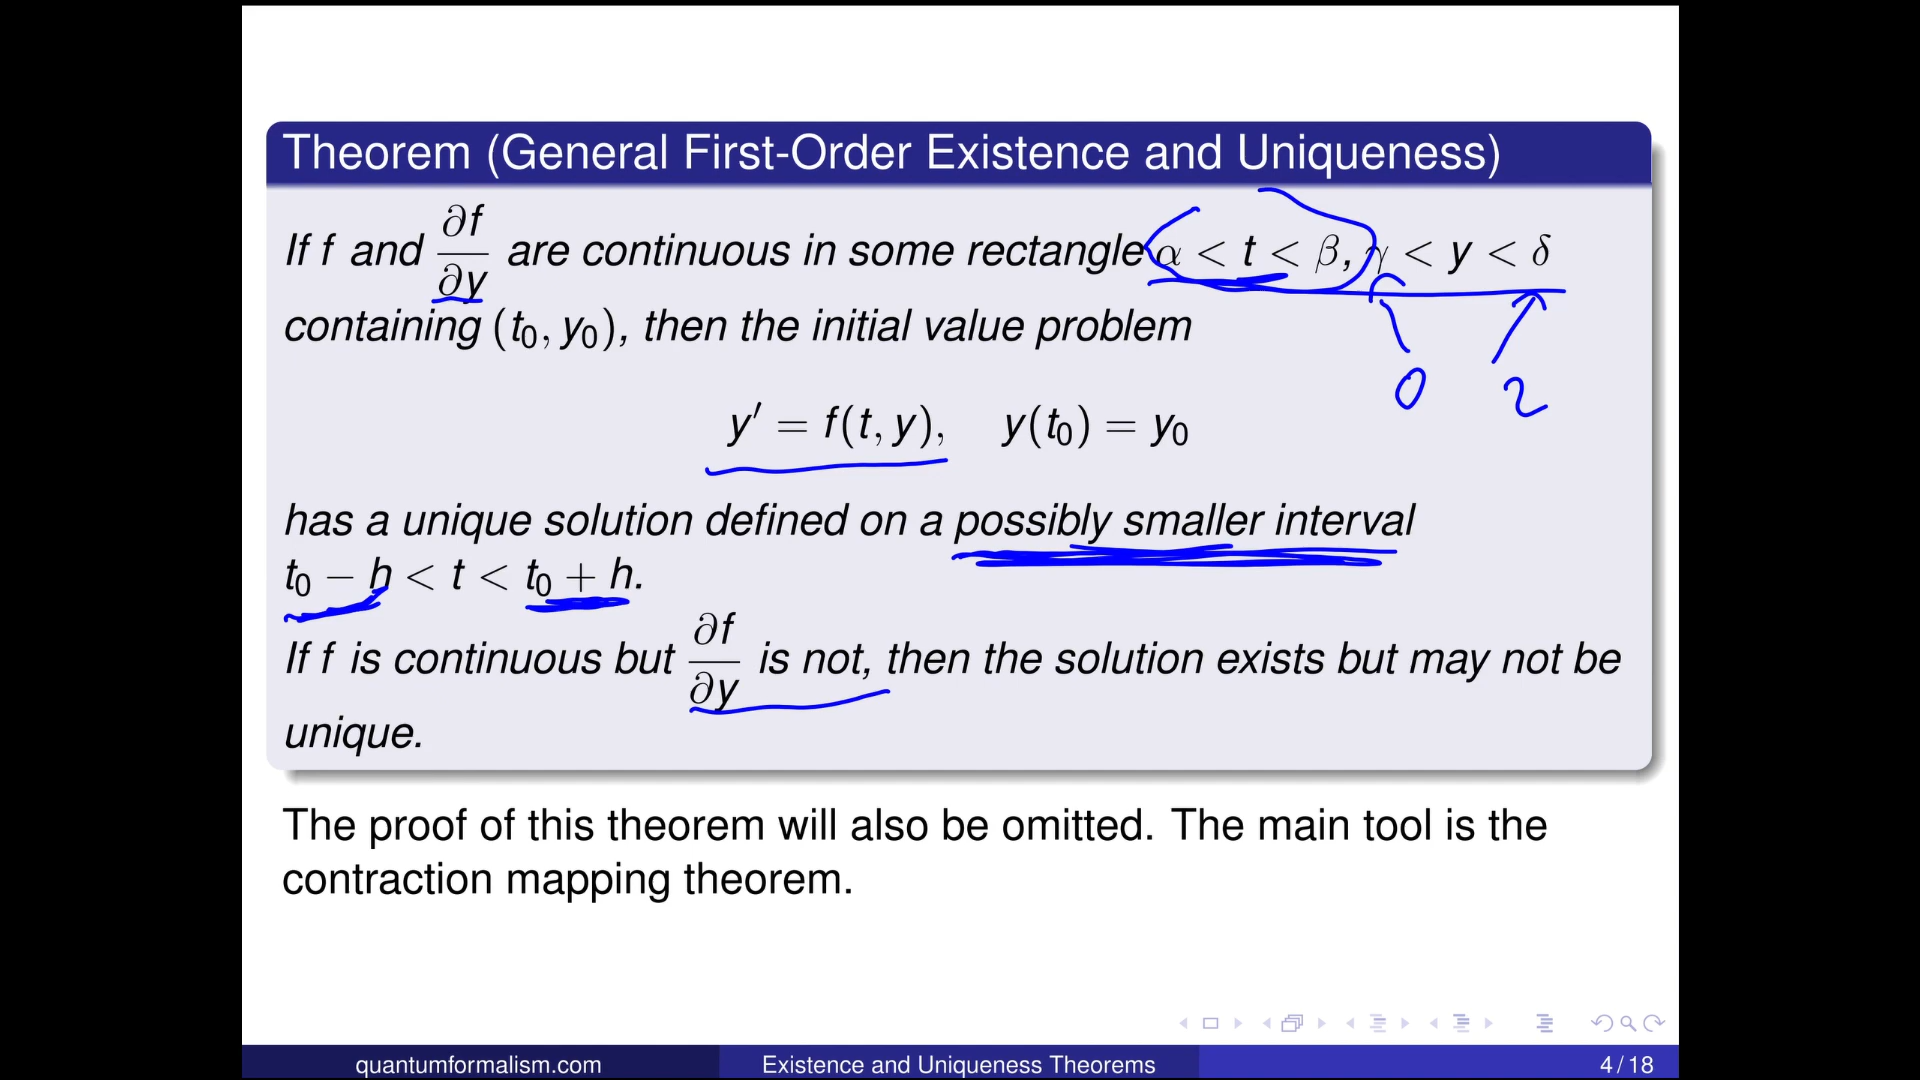 Theorem (General First-Order Existence and Uniqueness)
If f and ∂f/∂y are continuous in some rectangle α < t < β, γ < y < δ
containing (t₀, y₀), then the initial value problem
0 2
y′ = f(t, y), y(t₀) = y₀
has a unique solution defined on a possibly smaller interval
t₀ − h < t < t₀ + h.
If f is continuous but ∂f/∂y is not, then the solution exists but may not be
unique.
The proof of this theorem will also be omitted. The main tool is the
contraction mapping theorem.
quantumformalism.com Existence and Uniqueness Theorems 4 / 18